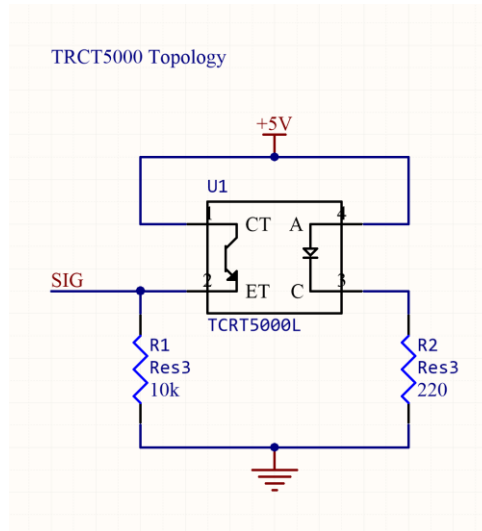 TRCT5000 Topology
+5V
U1
1 CT A 4
SIG
2 ET C 3
TCRT5000L
R1
Res3
10k
R2
Res3
220